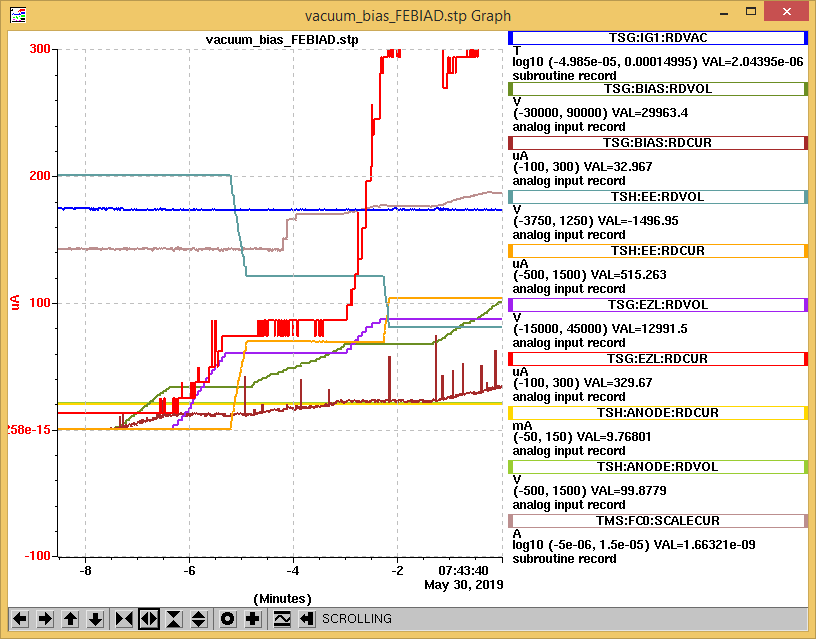 vacuum_bias_FEBIAD.stp Graph
vacuum_bias_FEBIAD.stp
300
200
uA
100
258e-15
-100
-8
-6
-4
-2
07:43:40
May 30, 2019
(Minutes)
TSG:IG1:RDVAC
T
log10 (-4.985e-05, 0.00014995) VAL=2.04395e-06
subroutine record
TSG:BIAS:RDVOL
V
(-30000, 90000) VAL=29963.4
analog input record
TSG:BIAS:RDCUR
uA
(-100, 300) VAL=32.967
analog input record
TSH:EE:RDVOL
V
(-3750, 1250) VAL=-1496.95
analog input record
TSH:EE:RDCUR
uA
(-500, 1500) VAL=515.263
analog input record
TSG:EZL:RDVOL
V
(-15000, 45000) VAL=12991.5
analog input record
TSG:EZL:RDCUR
uA
(-100, 300) VAL=329.67
analog input record
TSH:ANODE:RDCUR
mA
(-50, 150) VAL=9.76801
analog input record
TSH:ANODE:RDVOL
V
(-500, 1500) VAL=99.8779
analog input record
TMS:FC0:SCALECUR
A
log10 (-5e-06, 1.5e-05) VAL=1.66321e-09
subroutine record
SCROLLING